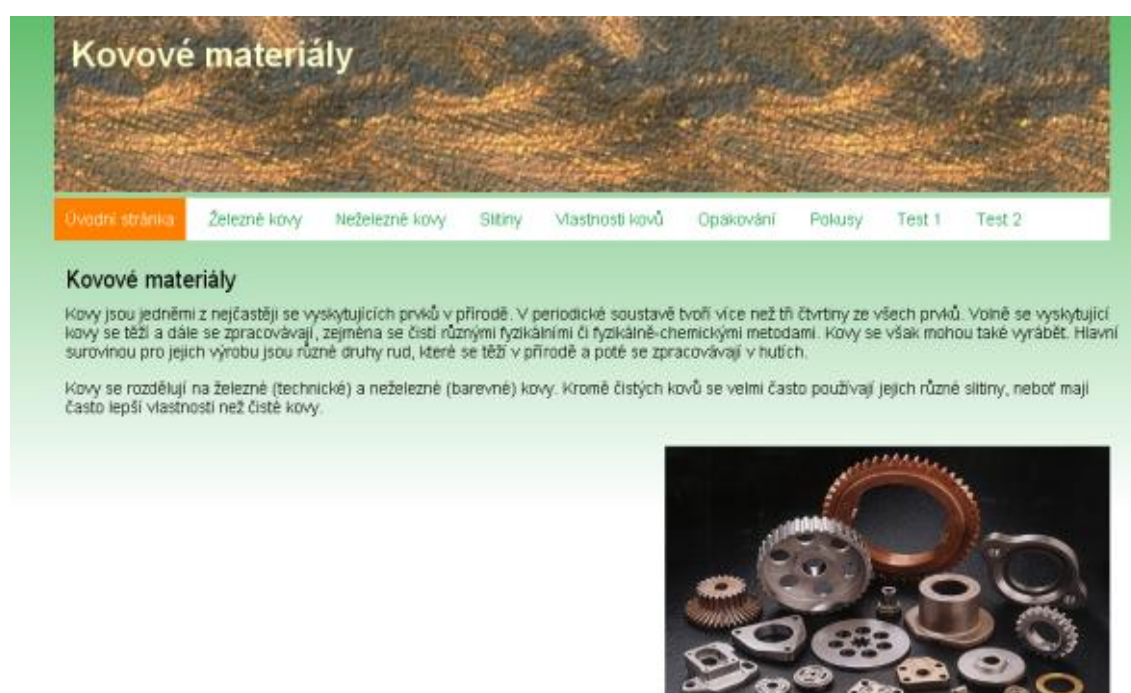 Kovové materiály
Úvodní stránka Železné kovy Neželezné kovy Slitiny Vlastnosti kovů Opakování Pokusy Test 1 Test 2
Kovové materiály
Kovy jsou jedněmi z nejčastěji se vyskytujících prvků v přírodě. V periodické soustavě tvoří více než tři čtvrtiny ze všech prvků. Volně se vyskytující
kovy se těží a dále se zpracovávají, zejména se čistí různými fyzikálními či fyzikálně-chemickými metodami. Kovy se však mohou také vyrábět. Hlavní
surovinou pro jejich výrobu jsou různé druhy rud, které se těží v přírodě a poté se zpracovávají v hutích.
Kovy se rozdělují na železné (technické) a neželezné (barevné) kovy. Kromě čistých kovů se velmi často používají jejich různé slitiny, neboť mají
často lepší vlastnosti než čisté kovy.